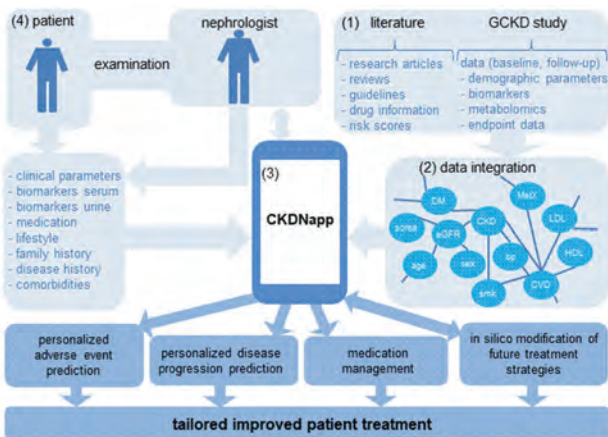 (4) patient
nephrologist
examination
(1) literature
- research articles
- reviews
- guidelines
- drug information
- risk scores
GCKD study
data (baseline, follow-up)
- demographic parameters
- biomarkers
- metabolomics
- endpoint data
- clinical parameters
- biomarkers serum
- biomarkers urine
- medication
- lifestyle
- family history
- disease history
- comorbidities
(3)
CKDNapp
(2) data integration
DM
CKD
MetX
LDL
screa
eGFR
HDL
age
sex
bp
smk
CVD
personalized
adverse event
prediction
personalized disease
progression prediction
medication
management
in silico modification of
future treatment
strategies
tailored improved patient treatment